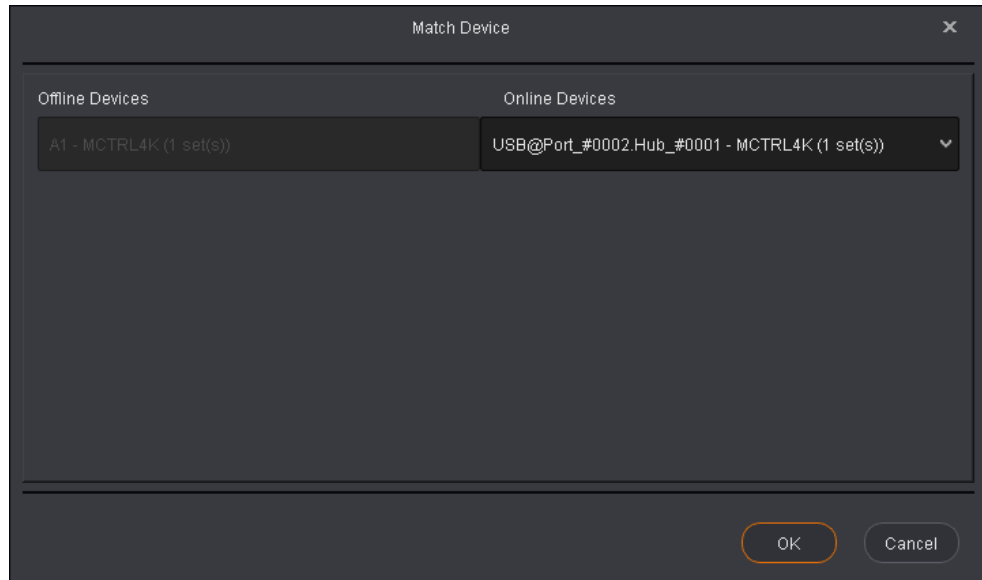 Match Device
Offline Devices
Online Devices
A1 - MCTRL4K (1 set(s))
USB@Port_#0002.Hub_#0001 - MCTRL4K (1 set(s))
OK
Cancel